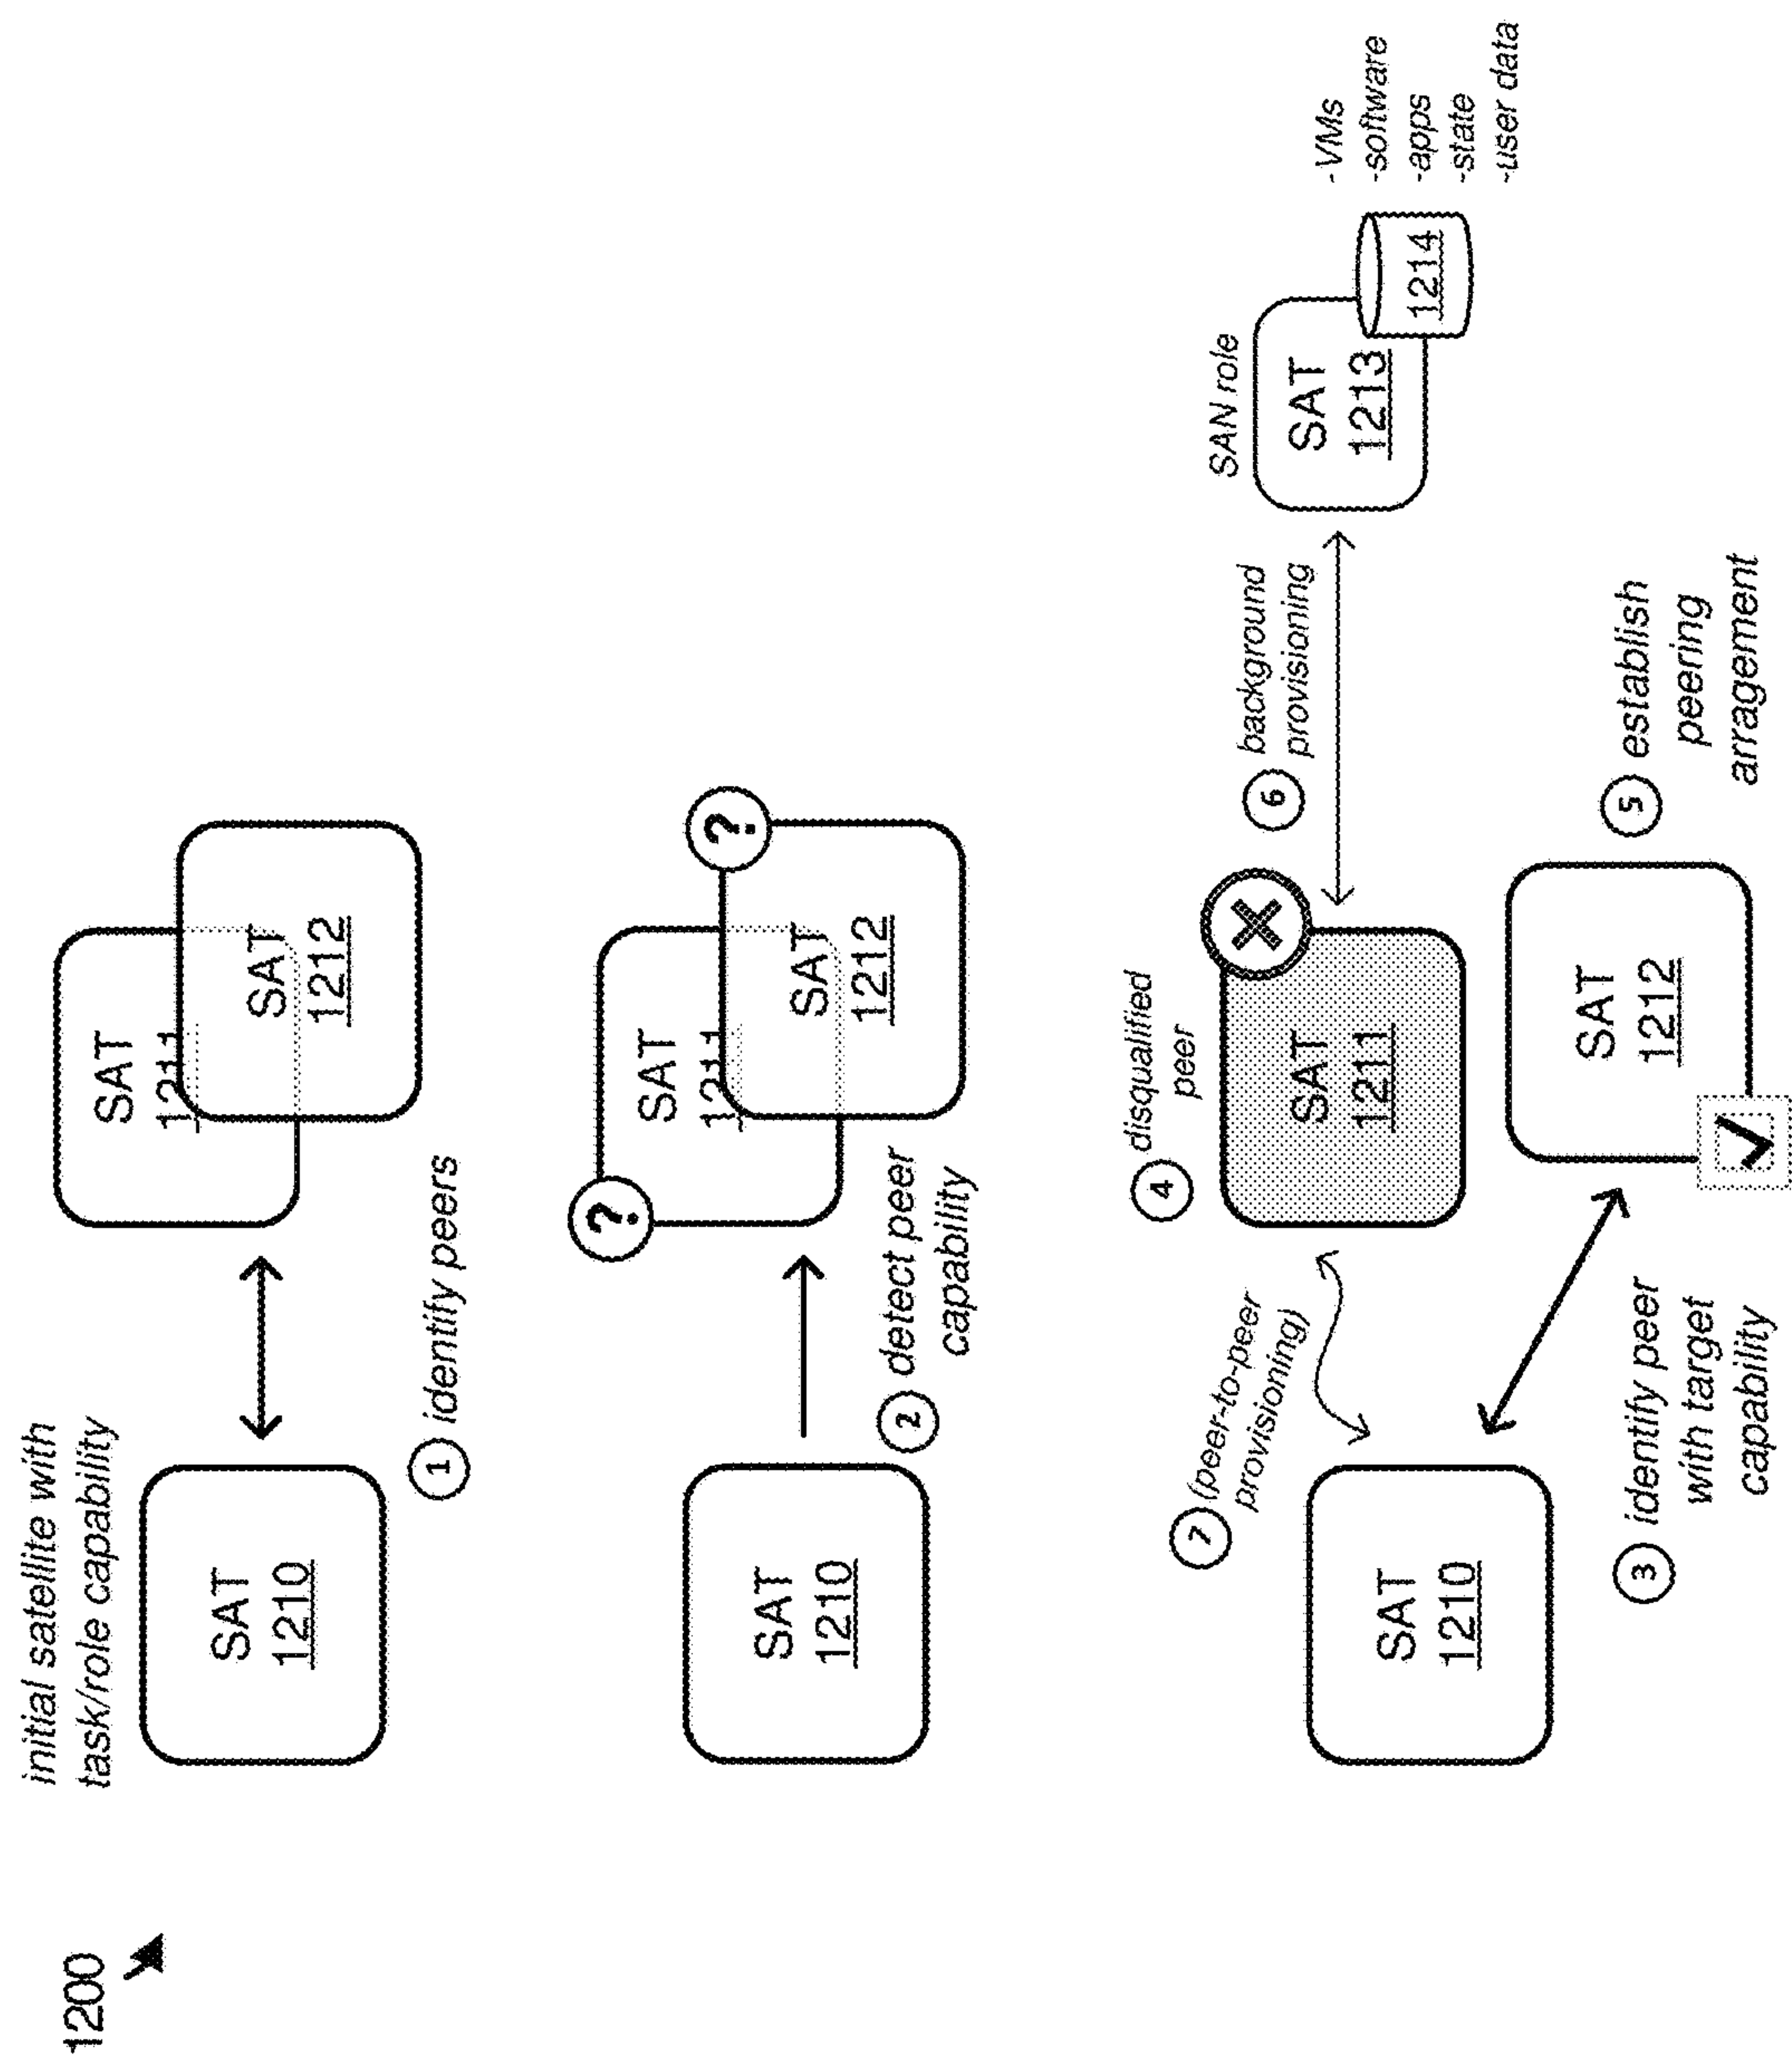 1200
initial satellite with
task/role capability
SAT
1210
SAT
1211
SAT
1212
1 identify peers
SAT
1210
?
SAT
1211
?
SAT
1212
2 detect peer
capability
7 (peer-to-peer
provisioning)
4 disqualified
peer
SAT
1210
SAT
1211
6 background
provisioning
SAN role
SAT
1213
1214
-VMs
-software
-apps
-state
-user data
SAT
1212
3 identify peer
with target
capability
5 establish
peering
arragement